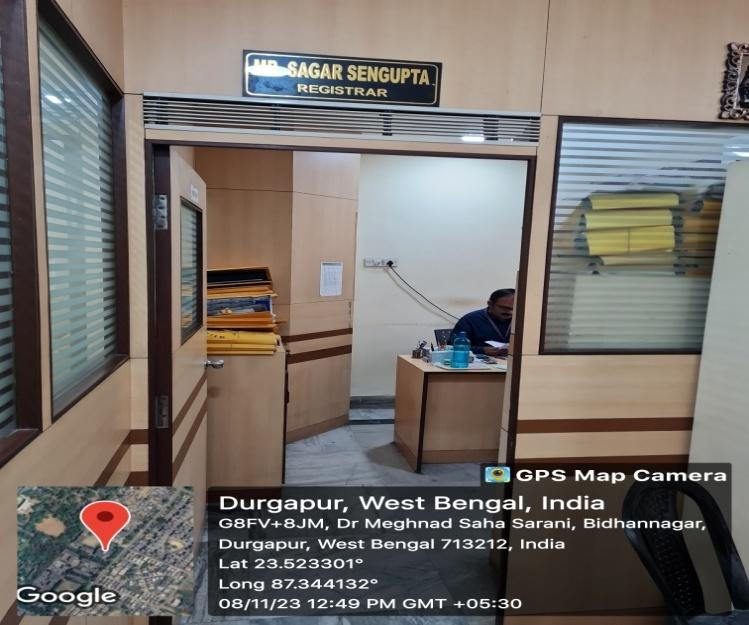 MR. SAGAR SENGUPTA
REGISTRAR
GPS Map Camera
Durgapur, West Bengal, India
G8FV+8JM, Dr Meghnad Saha Sarani, Bidhannagar,
Durgapur, West Bengal 713212, India
Lat 23.523301°
Long 87.344132°
08/11/23 12:49 PM GMT +05:30
Google